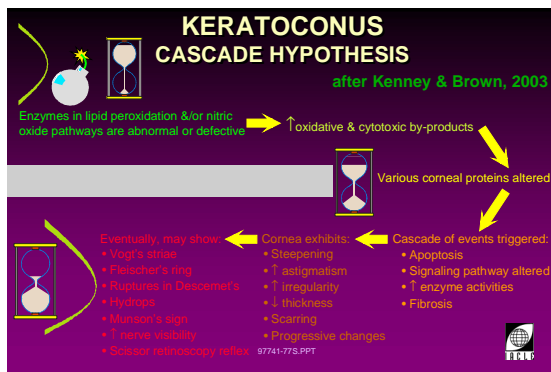 KERATOCONUS
CASCADE HYPOTHESIS
after Kenney & Brown, 2003
Enzymes in lipid peroxidation &/or nitric
oxide pathways are abnormal or defective
↑oxidative & cytotoxic by-products
Various corneal proteins altered
Cascade of events triggered:
• Apoptosis
• Signaling pathway altered
• ↑ enzyme activities
• Fibrosis
Cornea exhibits:
• Steepening
• ↑ astigmatism
• ↑ irregularity
• ↓ thickness
• Scarring
• Progressive changes
Eventually, may show:
• Vogt's striae
• Fleischer's ring
• Ruptures in Descemet's
• Hydrops
• Munson's sign
• ↑ nerve visibility
• Scissor retinoscopy reflex
97741-77S.PPT
IACLE